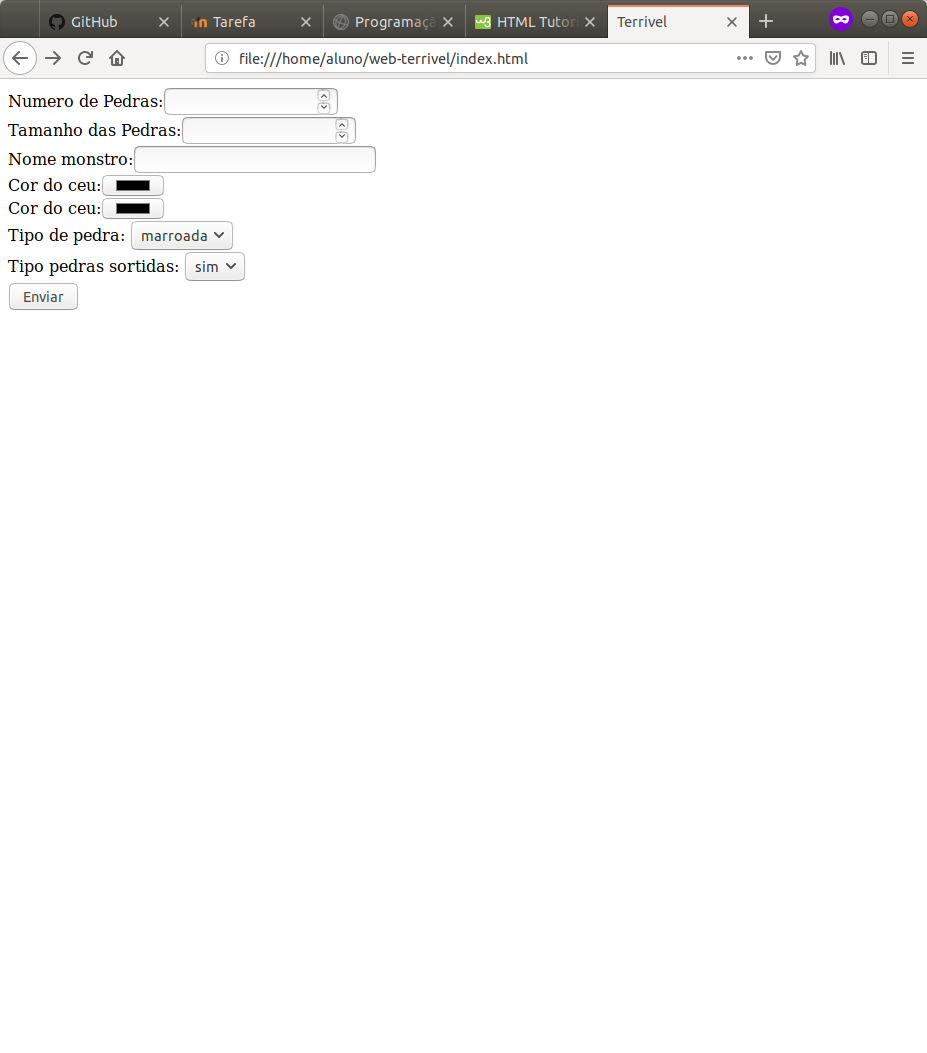 GitHub
Tarefa
Programaçã
HTML Tutor
Terrivel
file:///home/aluno/web-terrivel/index.html
Numero de Pedras:
Tamanho das Pedras:
Nome monstro:
Cor do ceu:
Cor do ceu:
Tipo de pedra: marroada
Tipo pedras sortidas: sim
Enviar